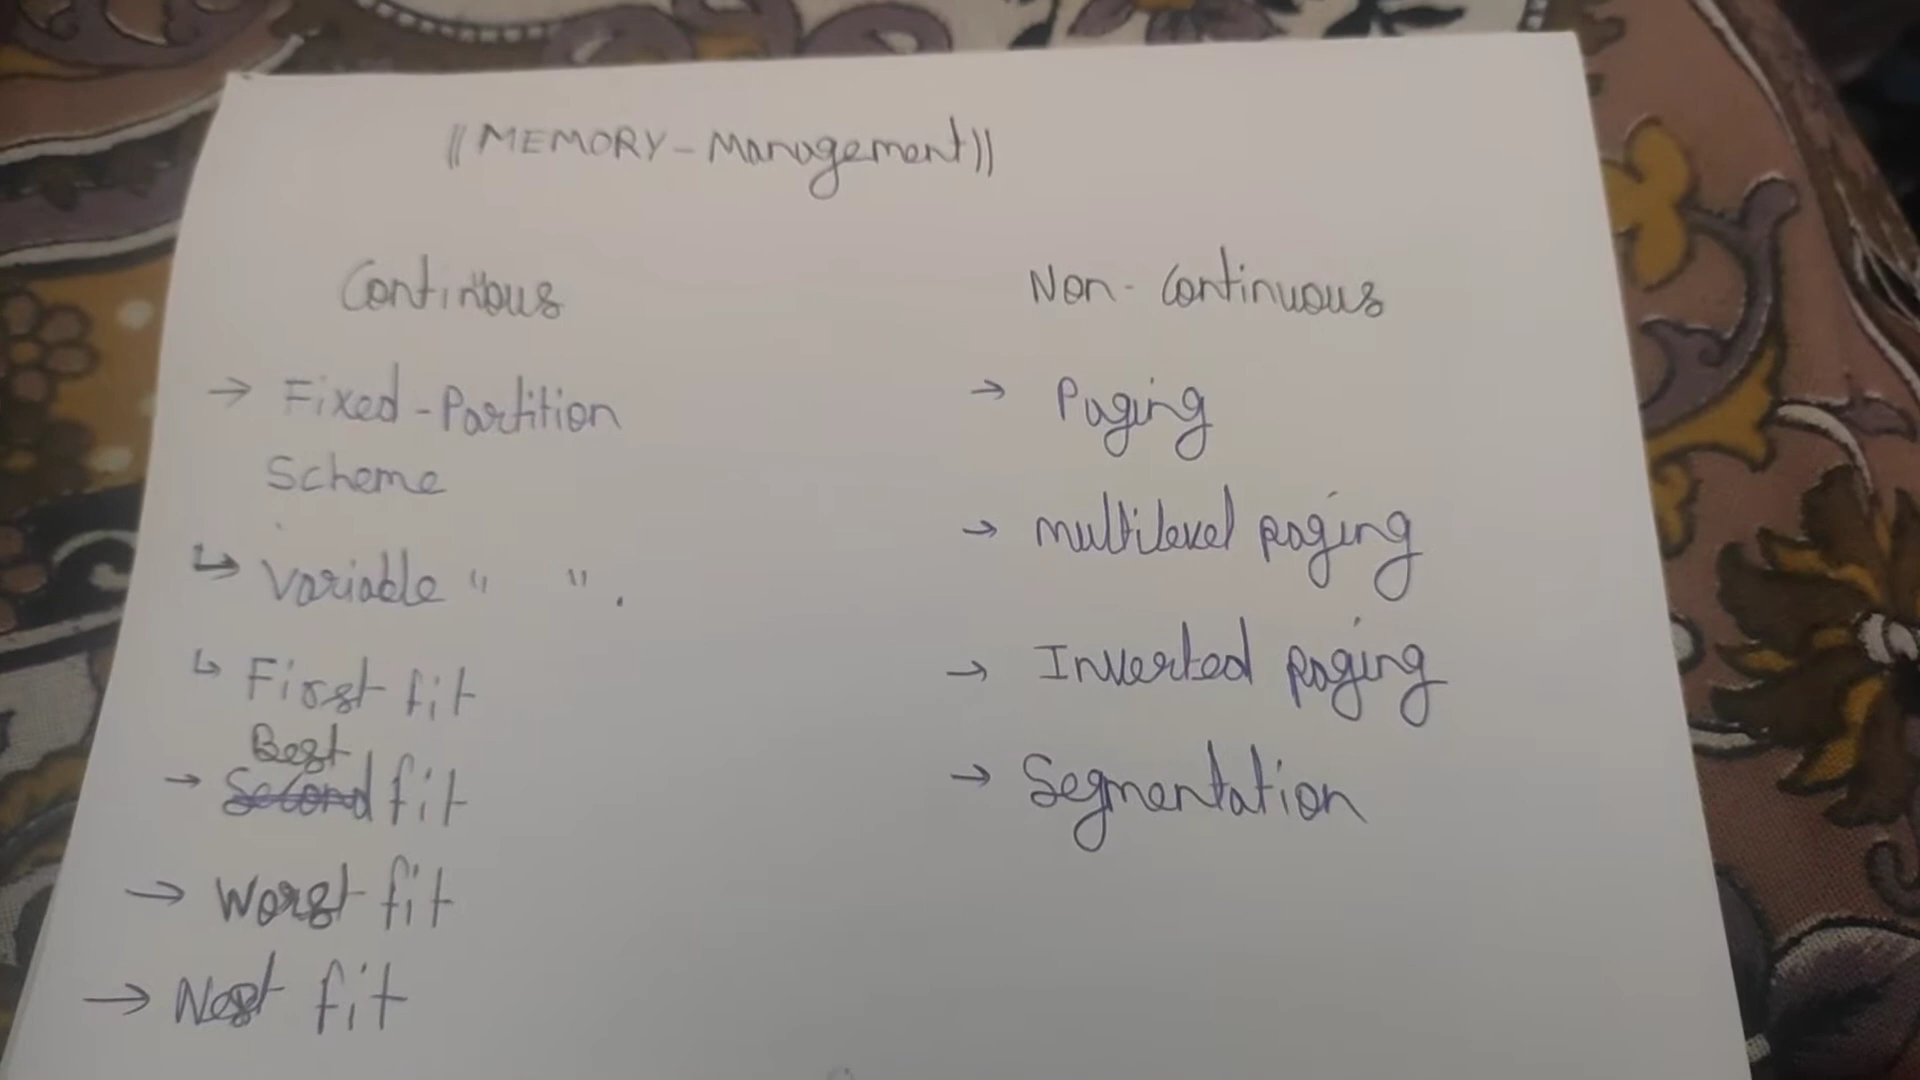 || MEMORY - Management ||
Continous
→ Fixed - Partition
Scheme
↳ Variable " ".
↳ First fit
Best
→ Second fit
→ Worst fit
→ Next fit
Non - Continuous
→ Paging
→ multilevel paging
→ Inverted paging
→ Segmentation